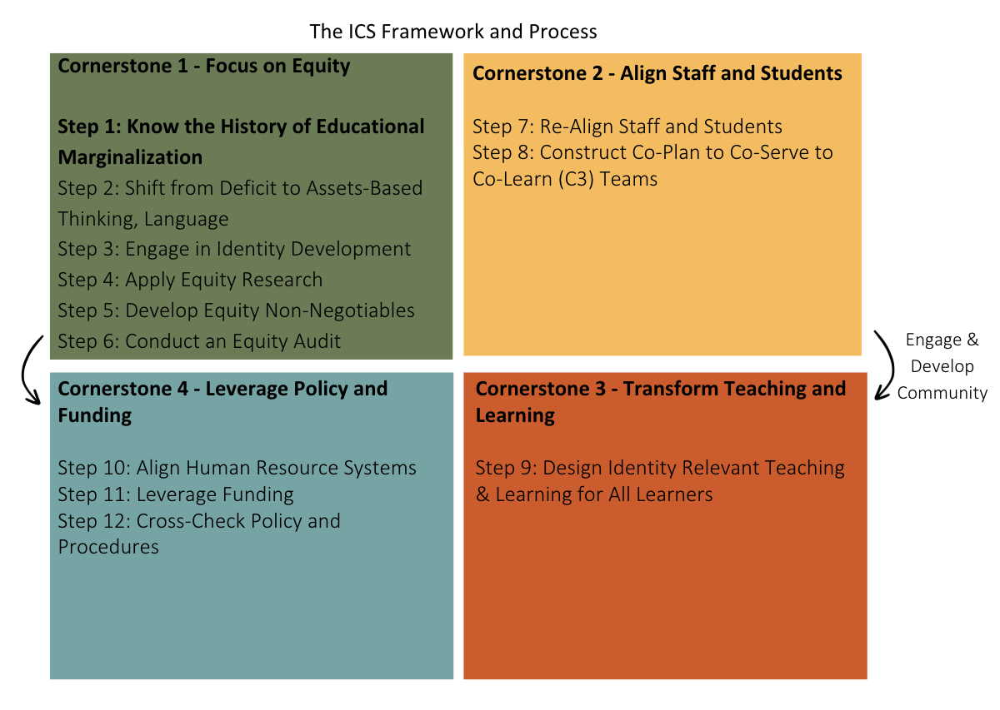 The ICS Framework and Process
Cornerstone 1 - Focus on Equity
Step 1: Know the History of Educational
Marginalization
Step 2: Shift from Deficit to Assets-Based
Thinking, Language
Step 3: Engage in Identity Development
Step 4: Apply Equity Research
Step 5: Develop Equity Non-Negotiables
Step 6: Conduct an Equity Audit
Cornerstone 2 - Align Staff and Students
Step 7: Re-Align Staff and Students
Step 8: Construct Co-Plan to Co-Serve to
Co-Learn (C3) Teams
Engage &
Develop
Community
Cornerstone 3 - Transform Teaching and
Learning
Step 9: Design Identity Relevant Teaching
& Learning for All Learners
Cornerstone 4 - Leverage Policy and
Funding
Step 10: Align Human Resource Systems
Step 11: Leverage Funding
Step 12: Cross-Check Policy and
Procedures